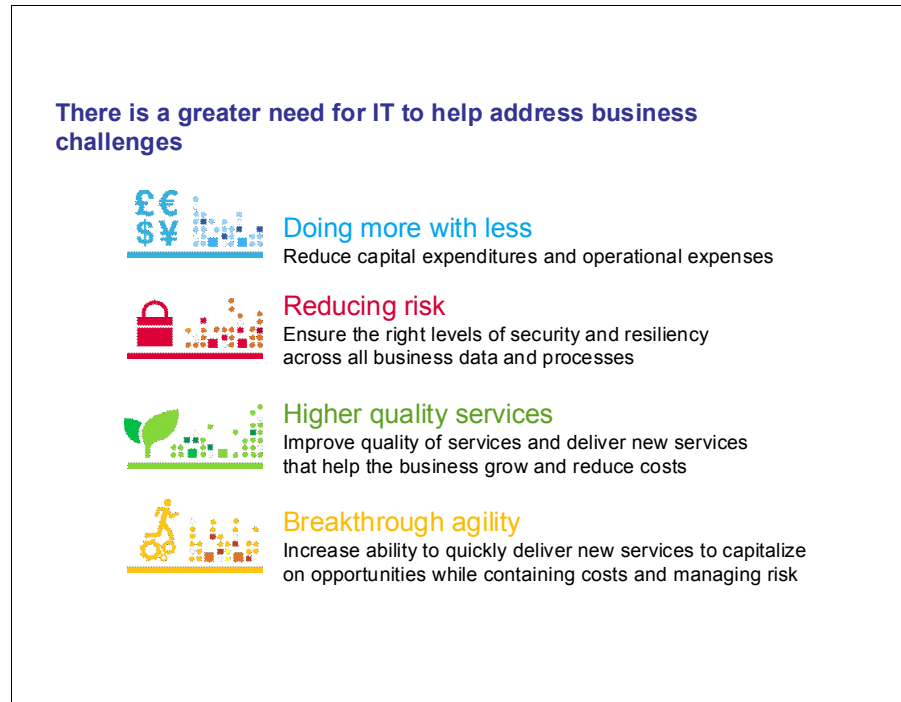 There is a greater need for IT to help address business
challenges
£ €
$ ¥
Doing more with less
Reduce capital expenditures and operational expenses
Reducing risk
Ensure the right levels of security and resiliency
across all business data and processes
Higher quality services
Improve quality of services and deliver new services
that help the business grow and reduce costs
Breakthrough agility
Increase ability to quickly deliver new services to capitalize
on opportunities while containing costs and managing risk